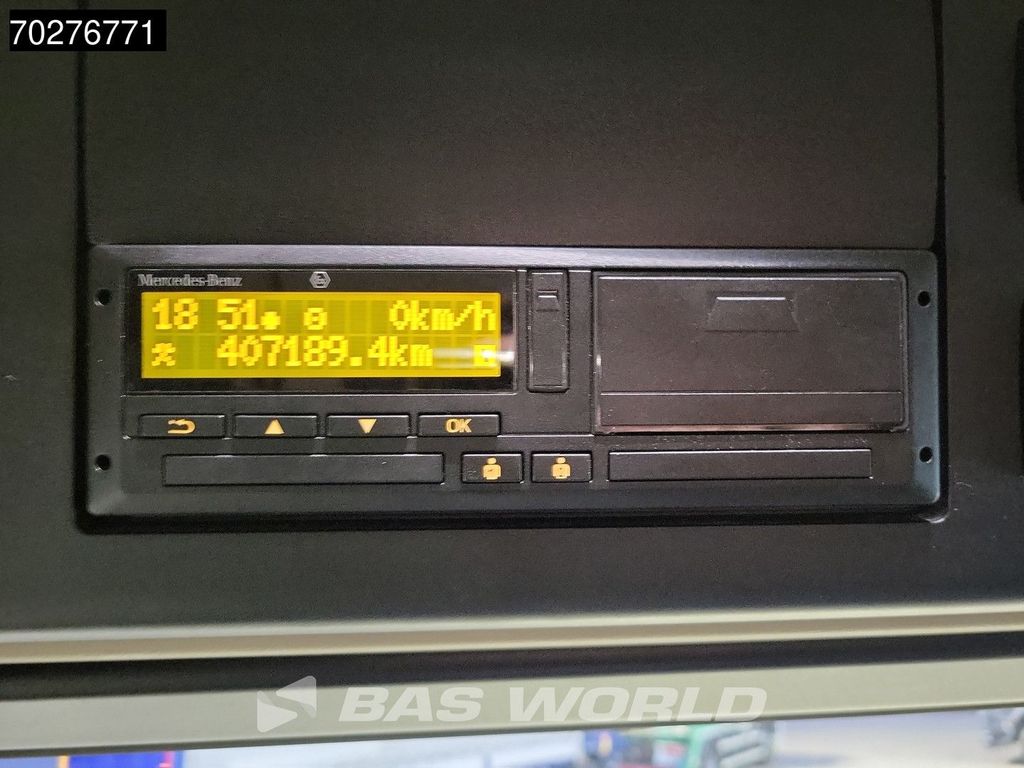 70276771
Mercedes-Benz
18 51 0km/h
407189.4km
OK
BAS WORLD